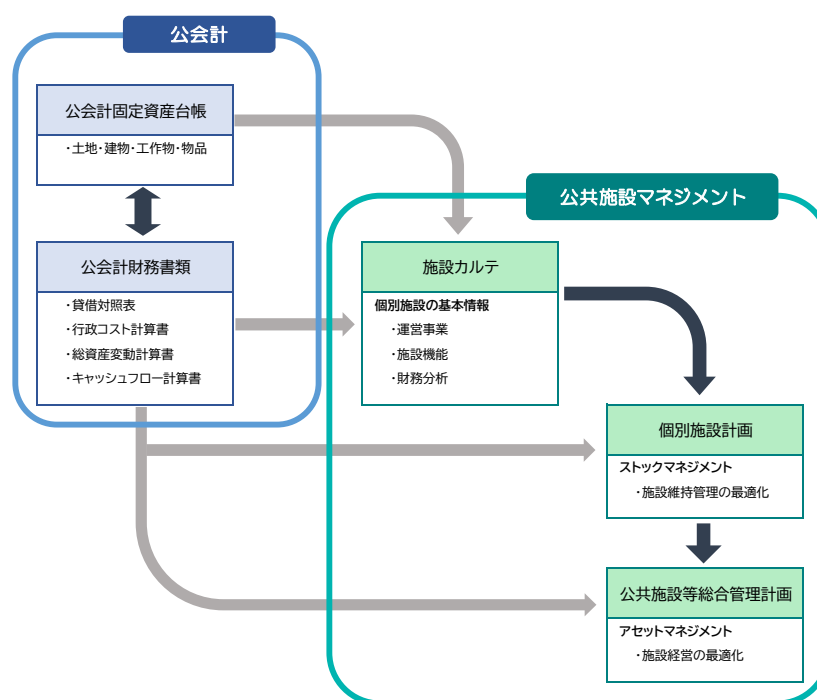 公会計
公会計固定資産台帳
・土地・建物・工作物・物品
公会計財務書類
・貸借対照表
・行政コスト計算書
・総資産変動計算書
・キャッシュフロー計算書
公共施設マネジメント
施設カルテ
個別施設の基本情報
・運営事業
・施設機能
・財務分析
個別施設計画
ストックマネジメント
・施設維持管理の最適化
公共施設等総合管理計画
アセットマネジメント
・施設経営の最適化